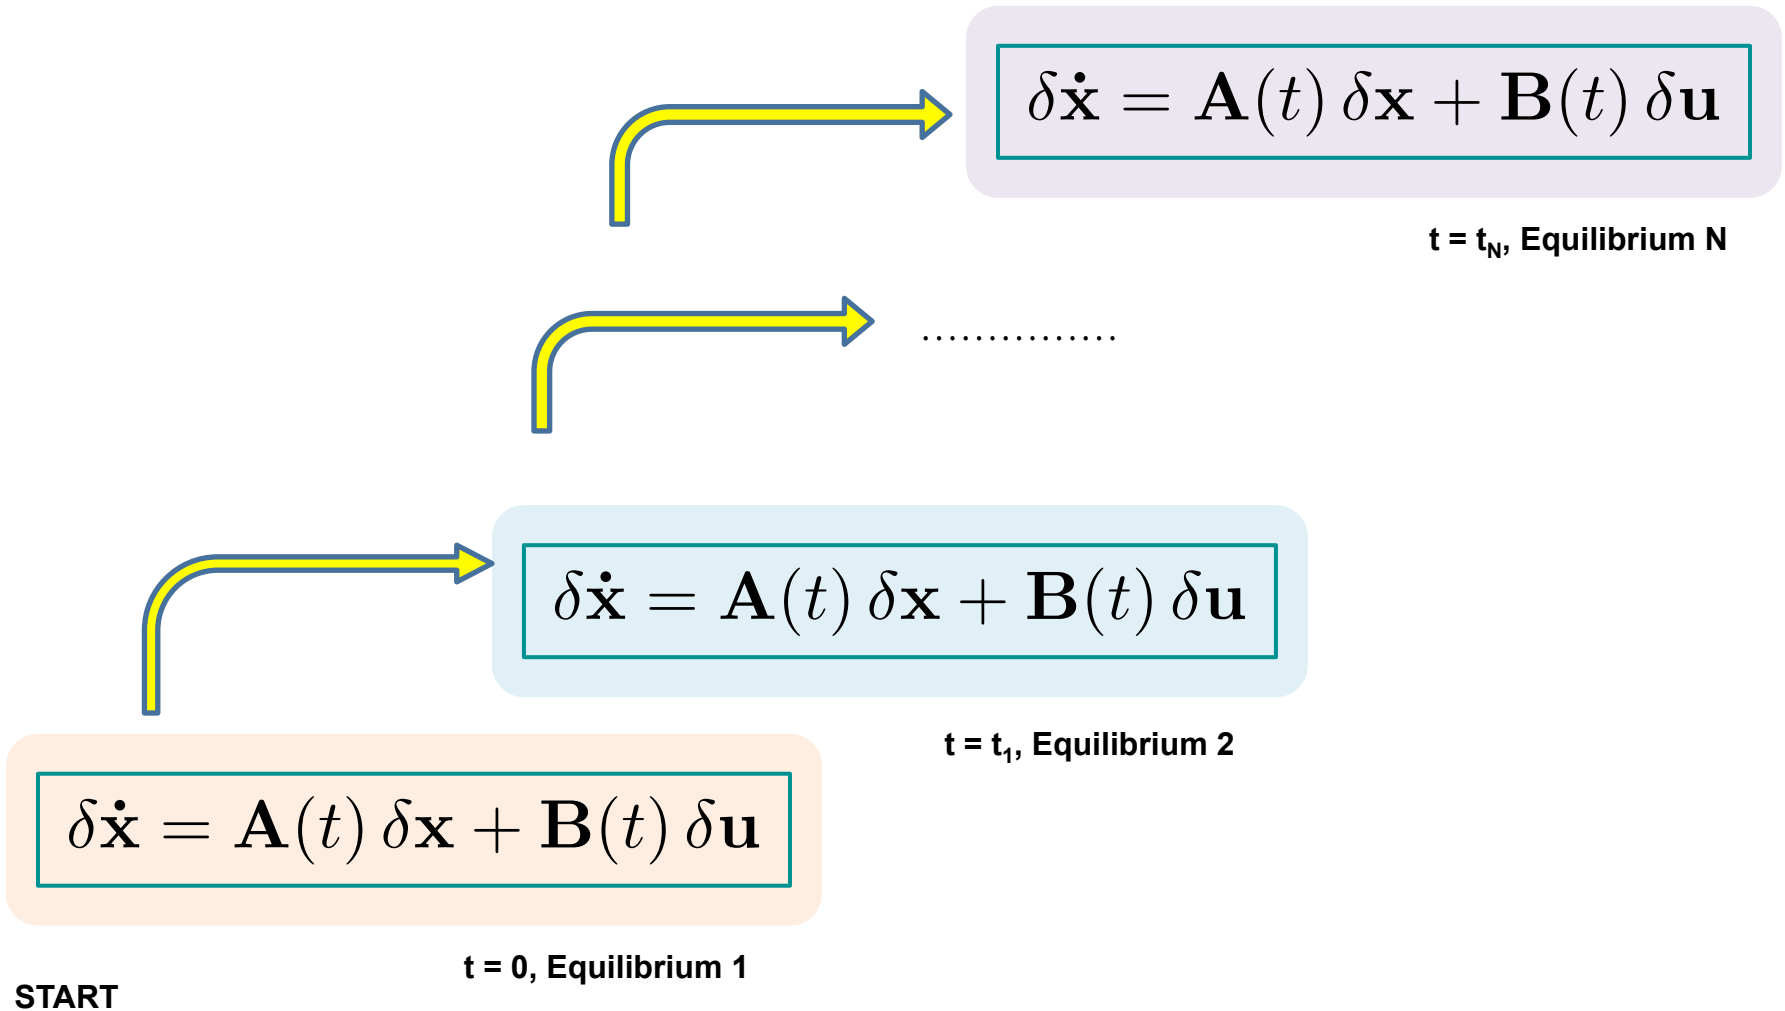 δẋ = A(t) δx + B(t) δu
t = t_N, Equilibrium N
...............
δẋ = A(t) δx + B(t) δu
t = t_1, Equilibrium 2
δẋ = A(t) δx + B(t) δu
t = 0, Equilibrium 1
START